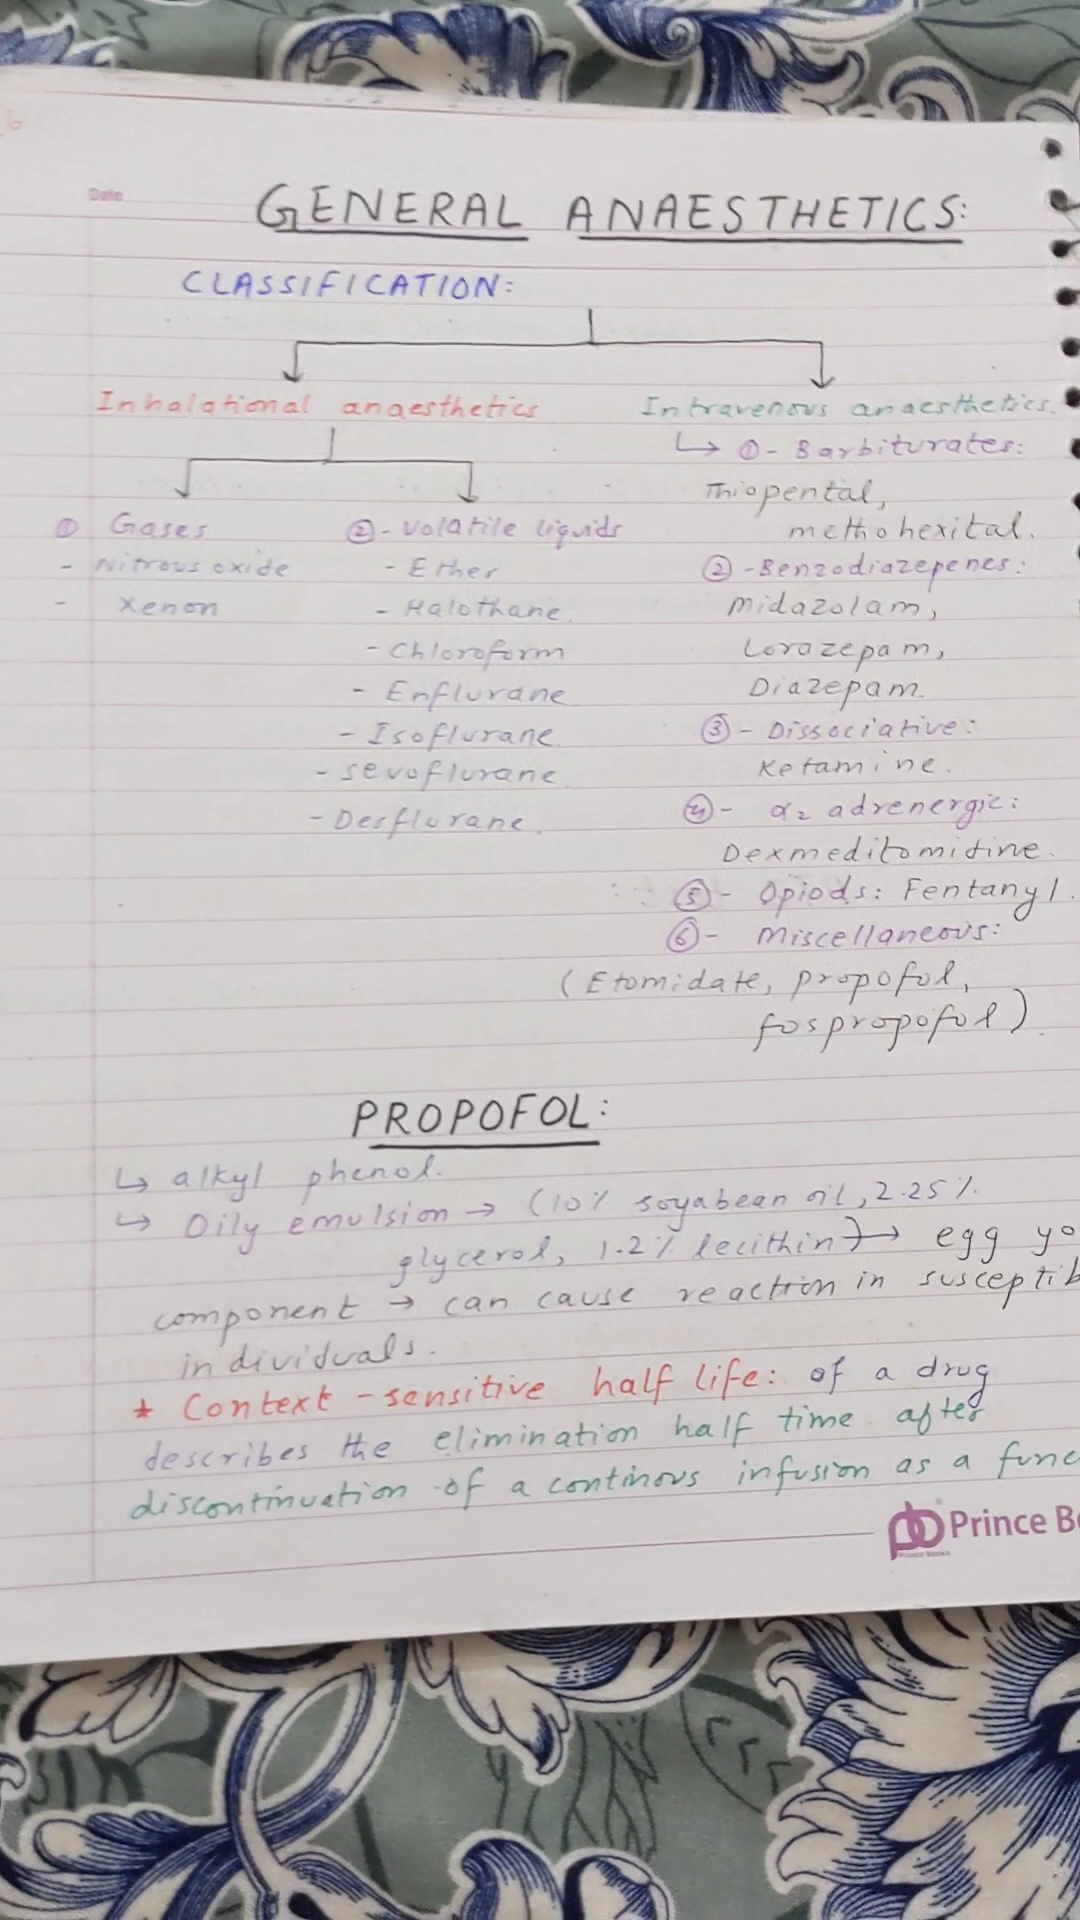 Date
GENERAL ANAESTHETICS:
CLASSIFICATION:
Inhalational anaesthetics
① Gases
- Nitrous oxide
- Xenon
②- volatile liquids
- Ether
- Halothane.
- Chloroform
- Enflurane
- Isoflurane
- sevoflurane
- Desflurane.
Intravenous anaesthetics.
↳ ①- Barbiturates:
Thiopental,
methohexital.
② -Benzodiazepenes:
midazolam,
Lorazepam,
Diazepam.
③- Dissociative:
Ketamine.
④- α₂ adrenergic:
Dexmeditomitine.
⑤- Opiods: Fentanyl.
⑥- Miscellaneous:
(Etomidate, propofol,
fospropofol).
PROPOFOL:
↳ alkyl phenol.
↳ Oily emulsion → (10% soyabean oil, 2.25%
glycerol, 1.2% lecithin) → egg yo
component → can cause reaction in susceptib
individuals.
* Context-sensitive half life: of a drug
describes the elimination half time after
discontinuation of a continous infusion as a func
Prince B
Prince Books